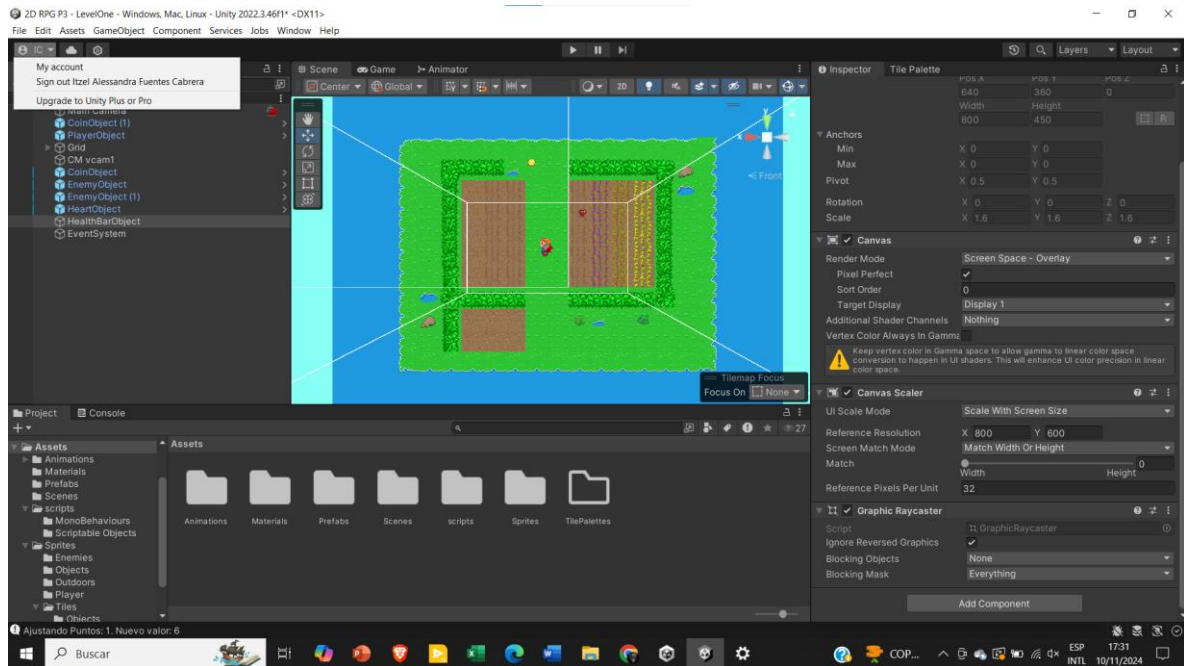 2D RPG P3 - LevelOne - Windows, Mac, Linux - Unity 2022.3.46f1* <DX11>
File Edit Assets GameObject Component Services Jobs Window Help
IC
Layers
Layout
My account
Sign out Itzel Alessandra Fuentes Cabrera
Upgrade to Unity Plus or Pro
Main Camera
CoinObject (1)
PlayerObject
Grid
CM vcam1
CoinObject
EnemyObject
EnemyObject (1)
HeartObject
HealthBarObject
EventSystem
Scene Game Animator
Center Global 2D
Front
Tilemap Focus
Focus On None
Inspector Tile Palette
Pos X Pos Y Pos Z
640 360 0
Width Height
800 450 R
Anchors
Min X 0 Y 0
Max X 0 Y 0
Pivot X 0.5 Y 0.5
Rotation X 0 Y 0 Z 0
Scale X 1.6 Y 1.6 Z 1.6
Canvas
Render Mode Screen Space - Overlay
Pixel Perfect
Sort Order 0
Target Display Display 1
Additional Shader Channels Nothing
Vertex Color Always In Gamma
Keep vertex color in Gamma space to allow gamma to linear color space
conversion to happen in UI shaders. This will enhance UI color precision in linear
color space.
Canvas Scaler
UI Scale Mode Scale With Screen Size
Reference Resolution X 800 Y 600
Screen Match Mode Match Width Or Height
Match 0
Width Height
Reference Pixels Per Unit 32
Graphic Raycaster
Script GraphicRaycaster
Ignore Reversed Graphics
Blocking Objects None
Blocking Mask Everything
Add Component
Project Console
27
Assets
Animations
Materials
Prefabs
Scenes
scripts
MonoBehaviours
Scriptable Objects
Sprites
Enemies
Objects
Outdoors
Player
Tiles
Objects
Assets
Animations Materials Prefabs Scenes scripts Sprites TilePalettes
Ajustando Puntos: 1. Nuevo valor: 6
Buscar
COP...
ESP
INTL
17:31
10/11/2024